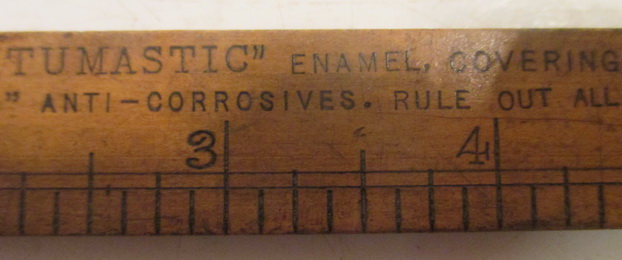 TUMASTIC" ENAMEL, COVERING
" ANTI-CORROSIVES. RULE OUT ALL
3 4